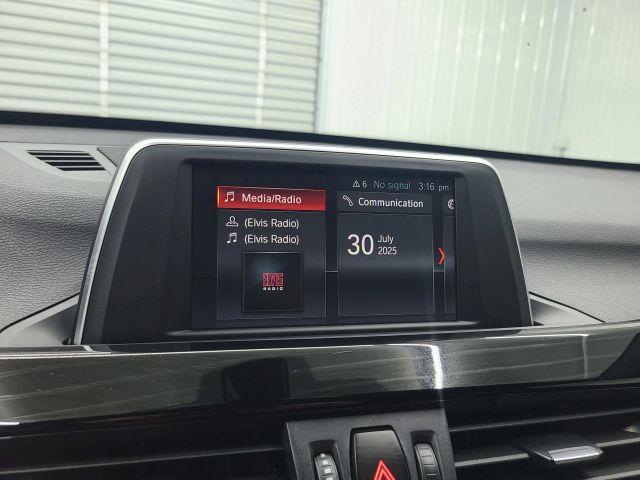 6 No signal 3:16 pm
Media/Radio
(Elvis Radio)
(Elvis Radio)
ELVIS
RADIO
Communication
30 July
2025